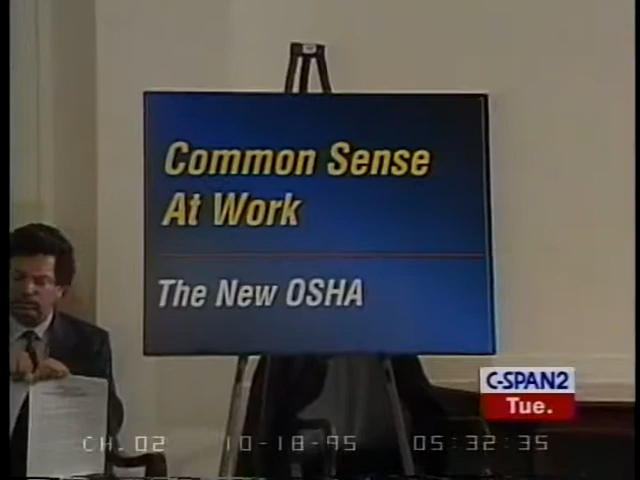 Common Sense
At Work
The New OSHA
C-SPAN2
Tue.
CH.02 10-18-95 05:32:35